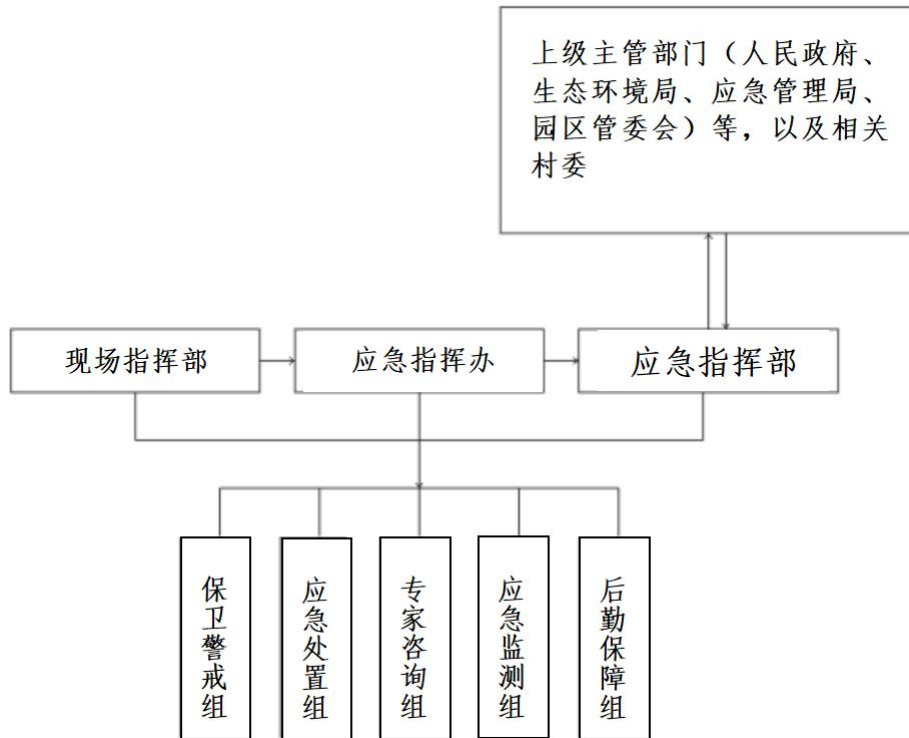 上级主管部门（人民政府、
生态环境局、应急管理局、
园区管委会）等，以及相关
村委
现场指挥部
应急指挥办
应急指挥部
保卫警戒组
应急处置组
专家咨询组
应急监测组
后勤保障组